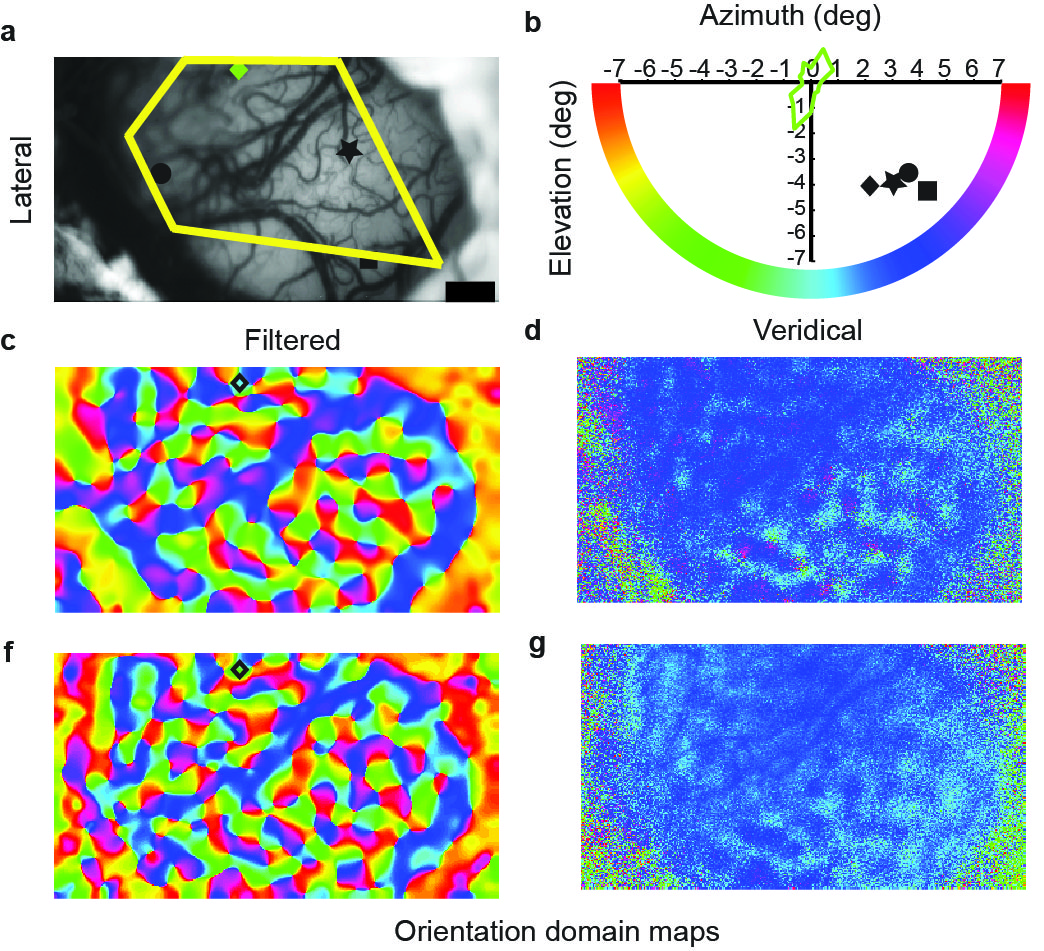 a
Lateral
b
Azimuth (deg)
-7 -6 -5 -4 -3 -2 -1 0 1 2 3 4 5 6 7
Elevation (deg)
-1
-2
-3
-4
-5
-6
-7
c
Filtered
d
Veridical
f
g
Orientation domain maps